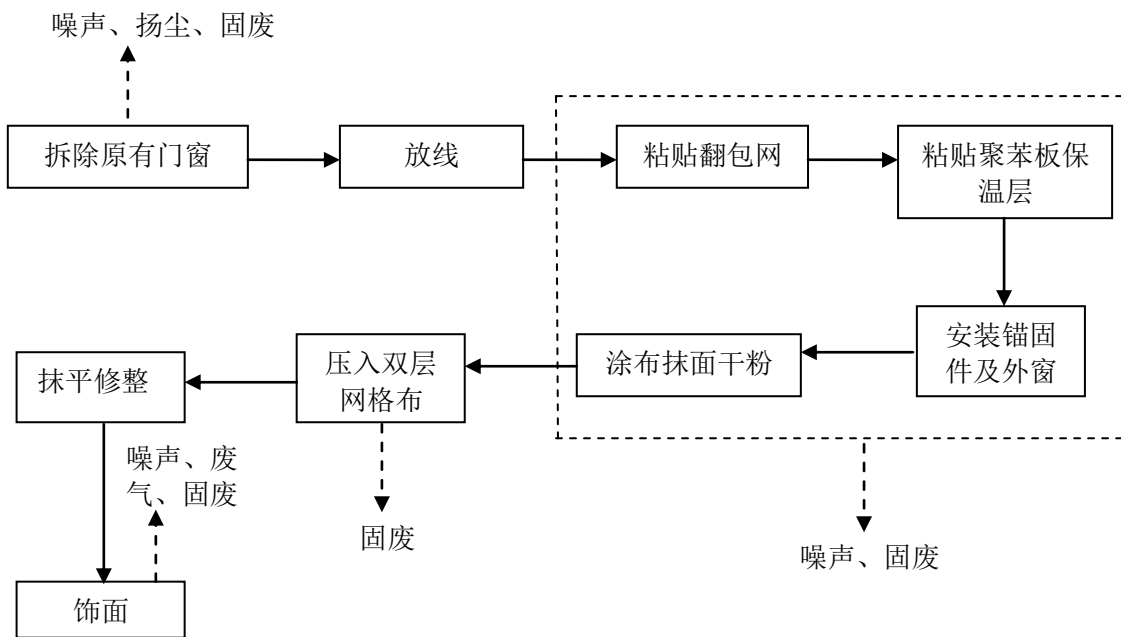 噪声、扬尘、固废
拆除原有门窗
放线
粘贴翻包网
粘贴聚苯板保
温层
安装锚固
件及外窗
涂布抹面干粉
压入双层
网格布
抹平修整
噪声、废
气、固废
固废
噪声、固废
饰面